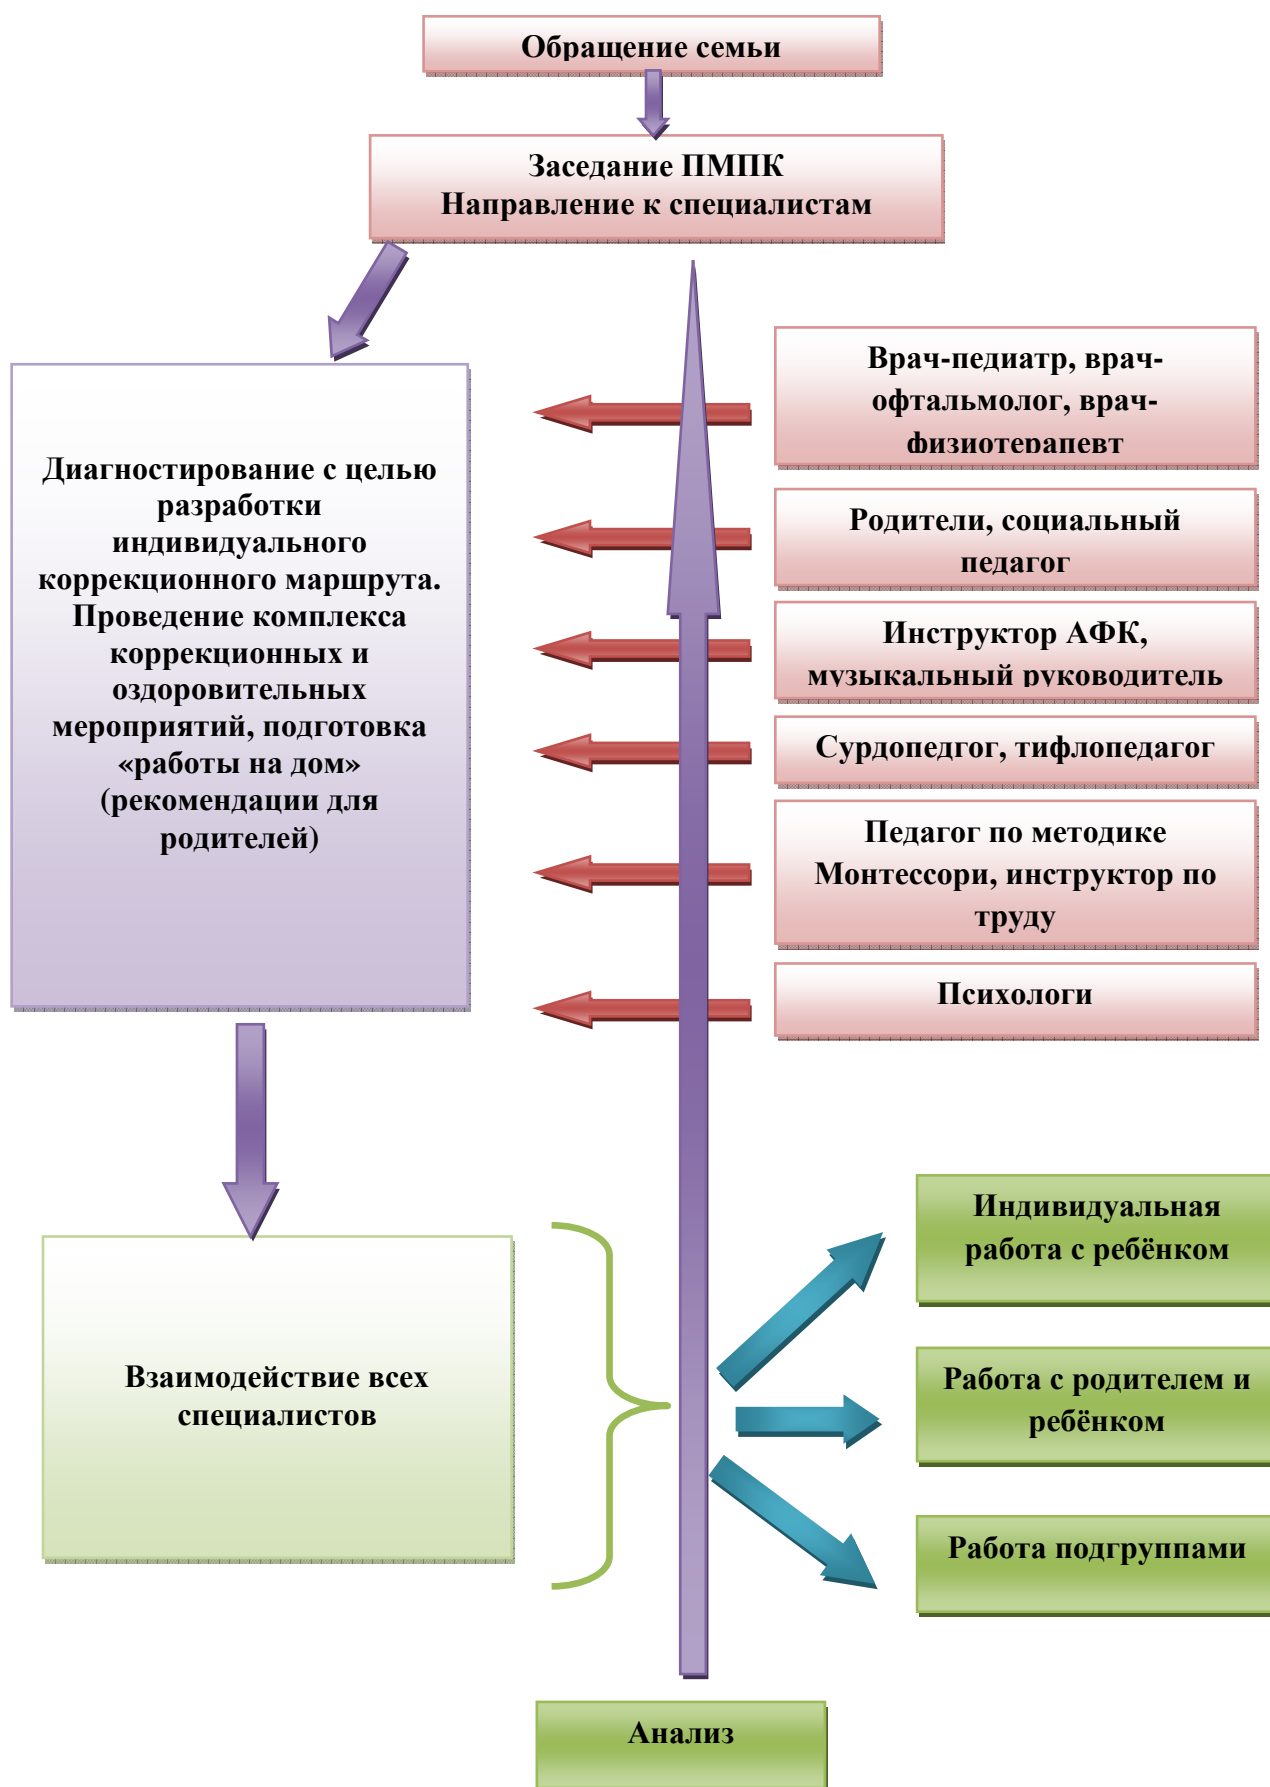 Обращение семьи
Заседание ПМПК
Направление к специалистам
Диагностирование с целью
разработки
индивидуального
коррекционного маршрута.
Проведение комплекса
коррекционных и
оздоровительных
мероприятий, подготовка
«работы на дом»
(рекомендации для
родителей)
Врач-педиатр, врач-
офтальмолог, врач-
физиотерапевт
Родители, социальный
педагог
Инструктор АФК,
музыкальный руководитель
Сурдопедгог, тифлопедагог
Педагог по методике
Монтессори, инструктор по
труду
Психологи
Взаимодействие всех
специалистов
Индивидуальная
работа с ребёнком
Работа с родителем и
ребёнком
Работа подгруппами
Анализ